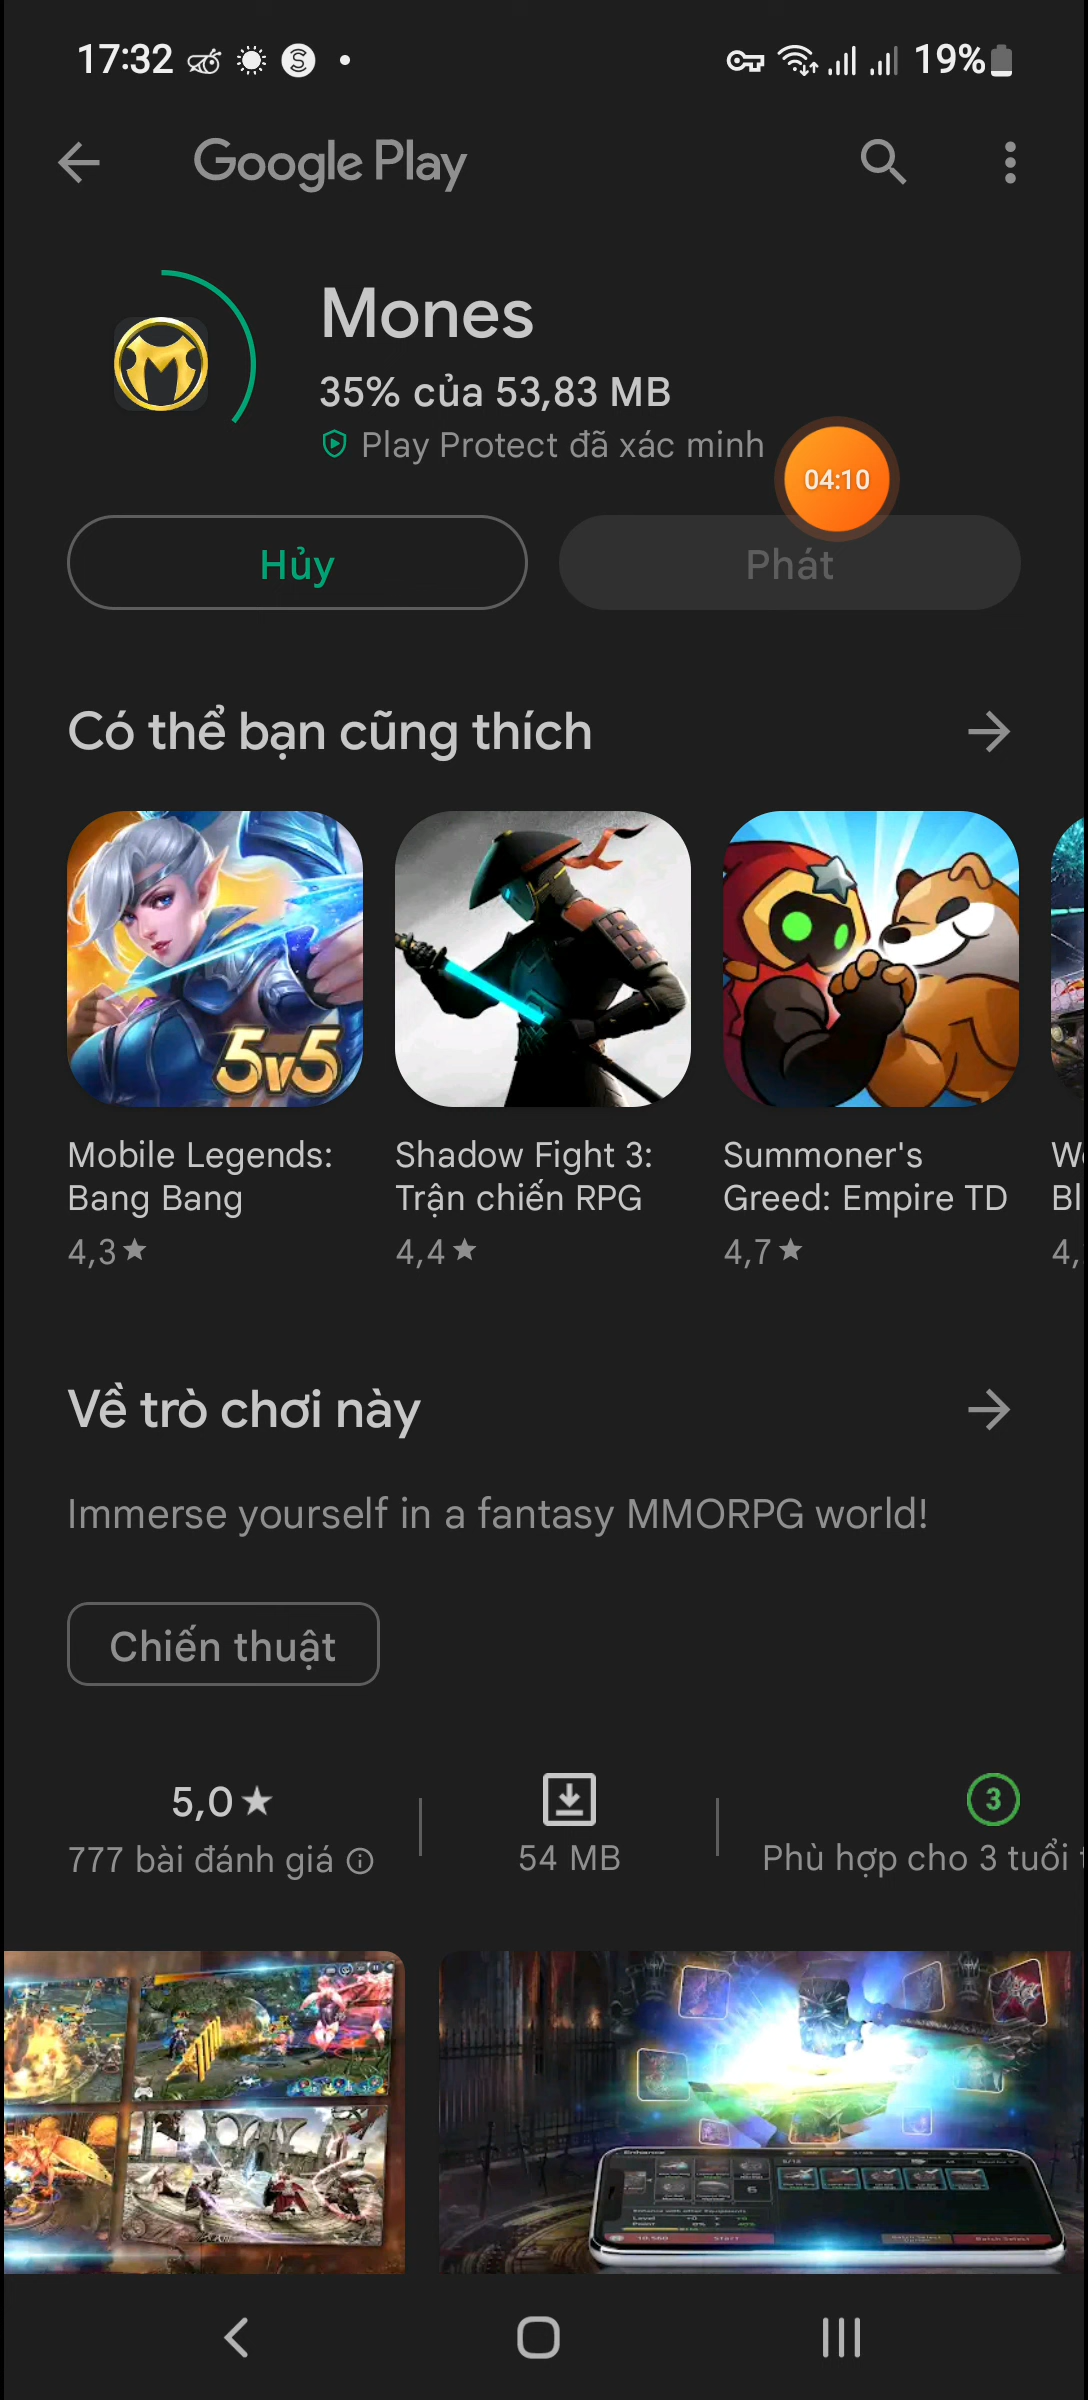 17:32
19%
Google Play
Mones
35% của 53,83 MB
Play Protect đã xác minh
04:10
Hủy
Phát
Có thể bạn cũng thích
5v5
Mobile Legends:
Bang Bang
4,3★
Shadow Fight 3:
Trận chiến RPG
4,4★
Summoner's
Greed: Empire TD
4,7★
Bl
4,
Về trò chơi này
Immerse yourself in a fantasy MMORPG world!
Chiến thuật
5,0★
777 bài đánh giá
54 MB
3
Phù hợp cho 3 tuổi